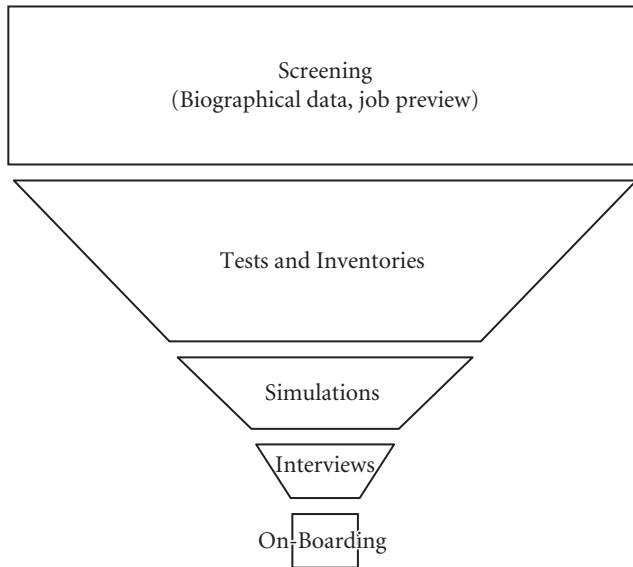 Screening
(Biographical data, job preview)
Tests and Inventories
Simulations
Interviews
On-Boarding